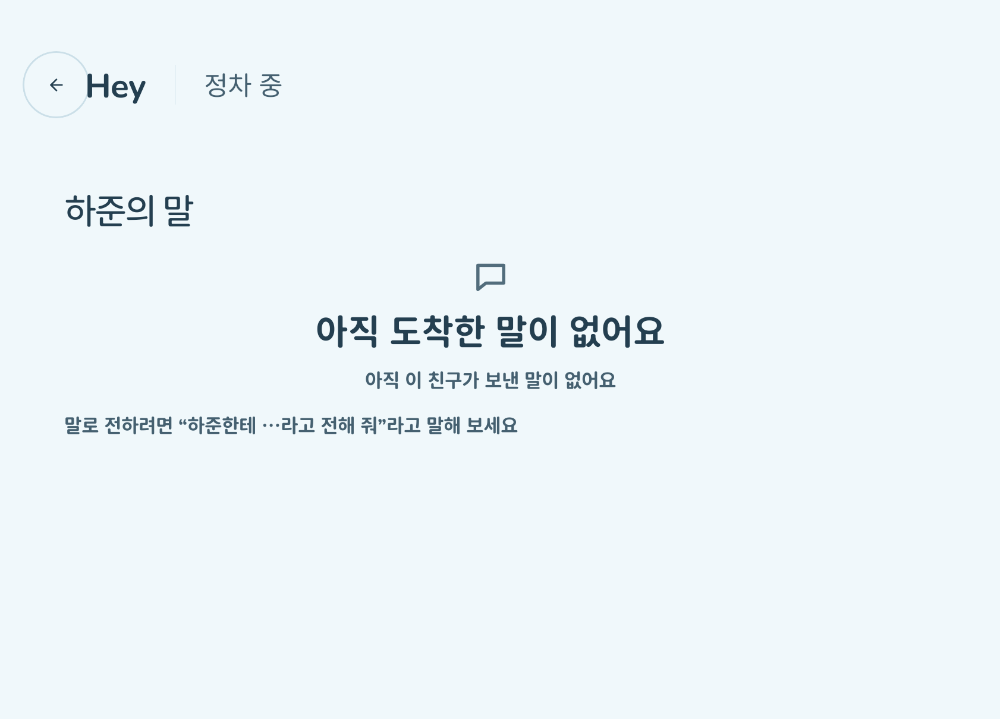 Hey 정차 중
하준의 말
아직 도착한 말이 없어요
아직 이 친구가 보낸 말이 없어요
말로 전하려면 “하준한테 …라고 전해 줘”라고 말해 보세요